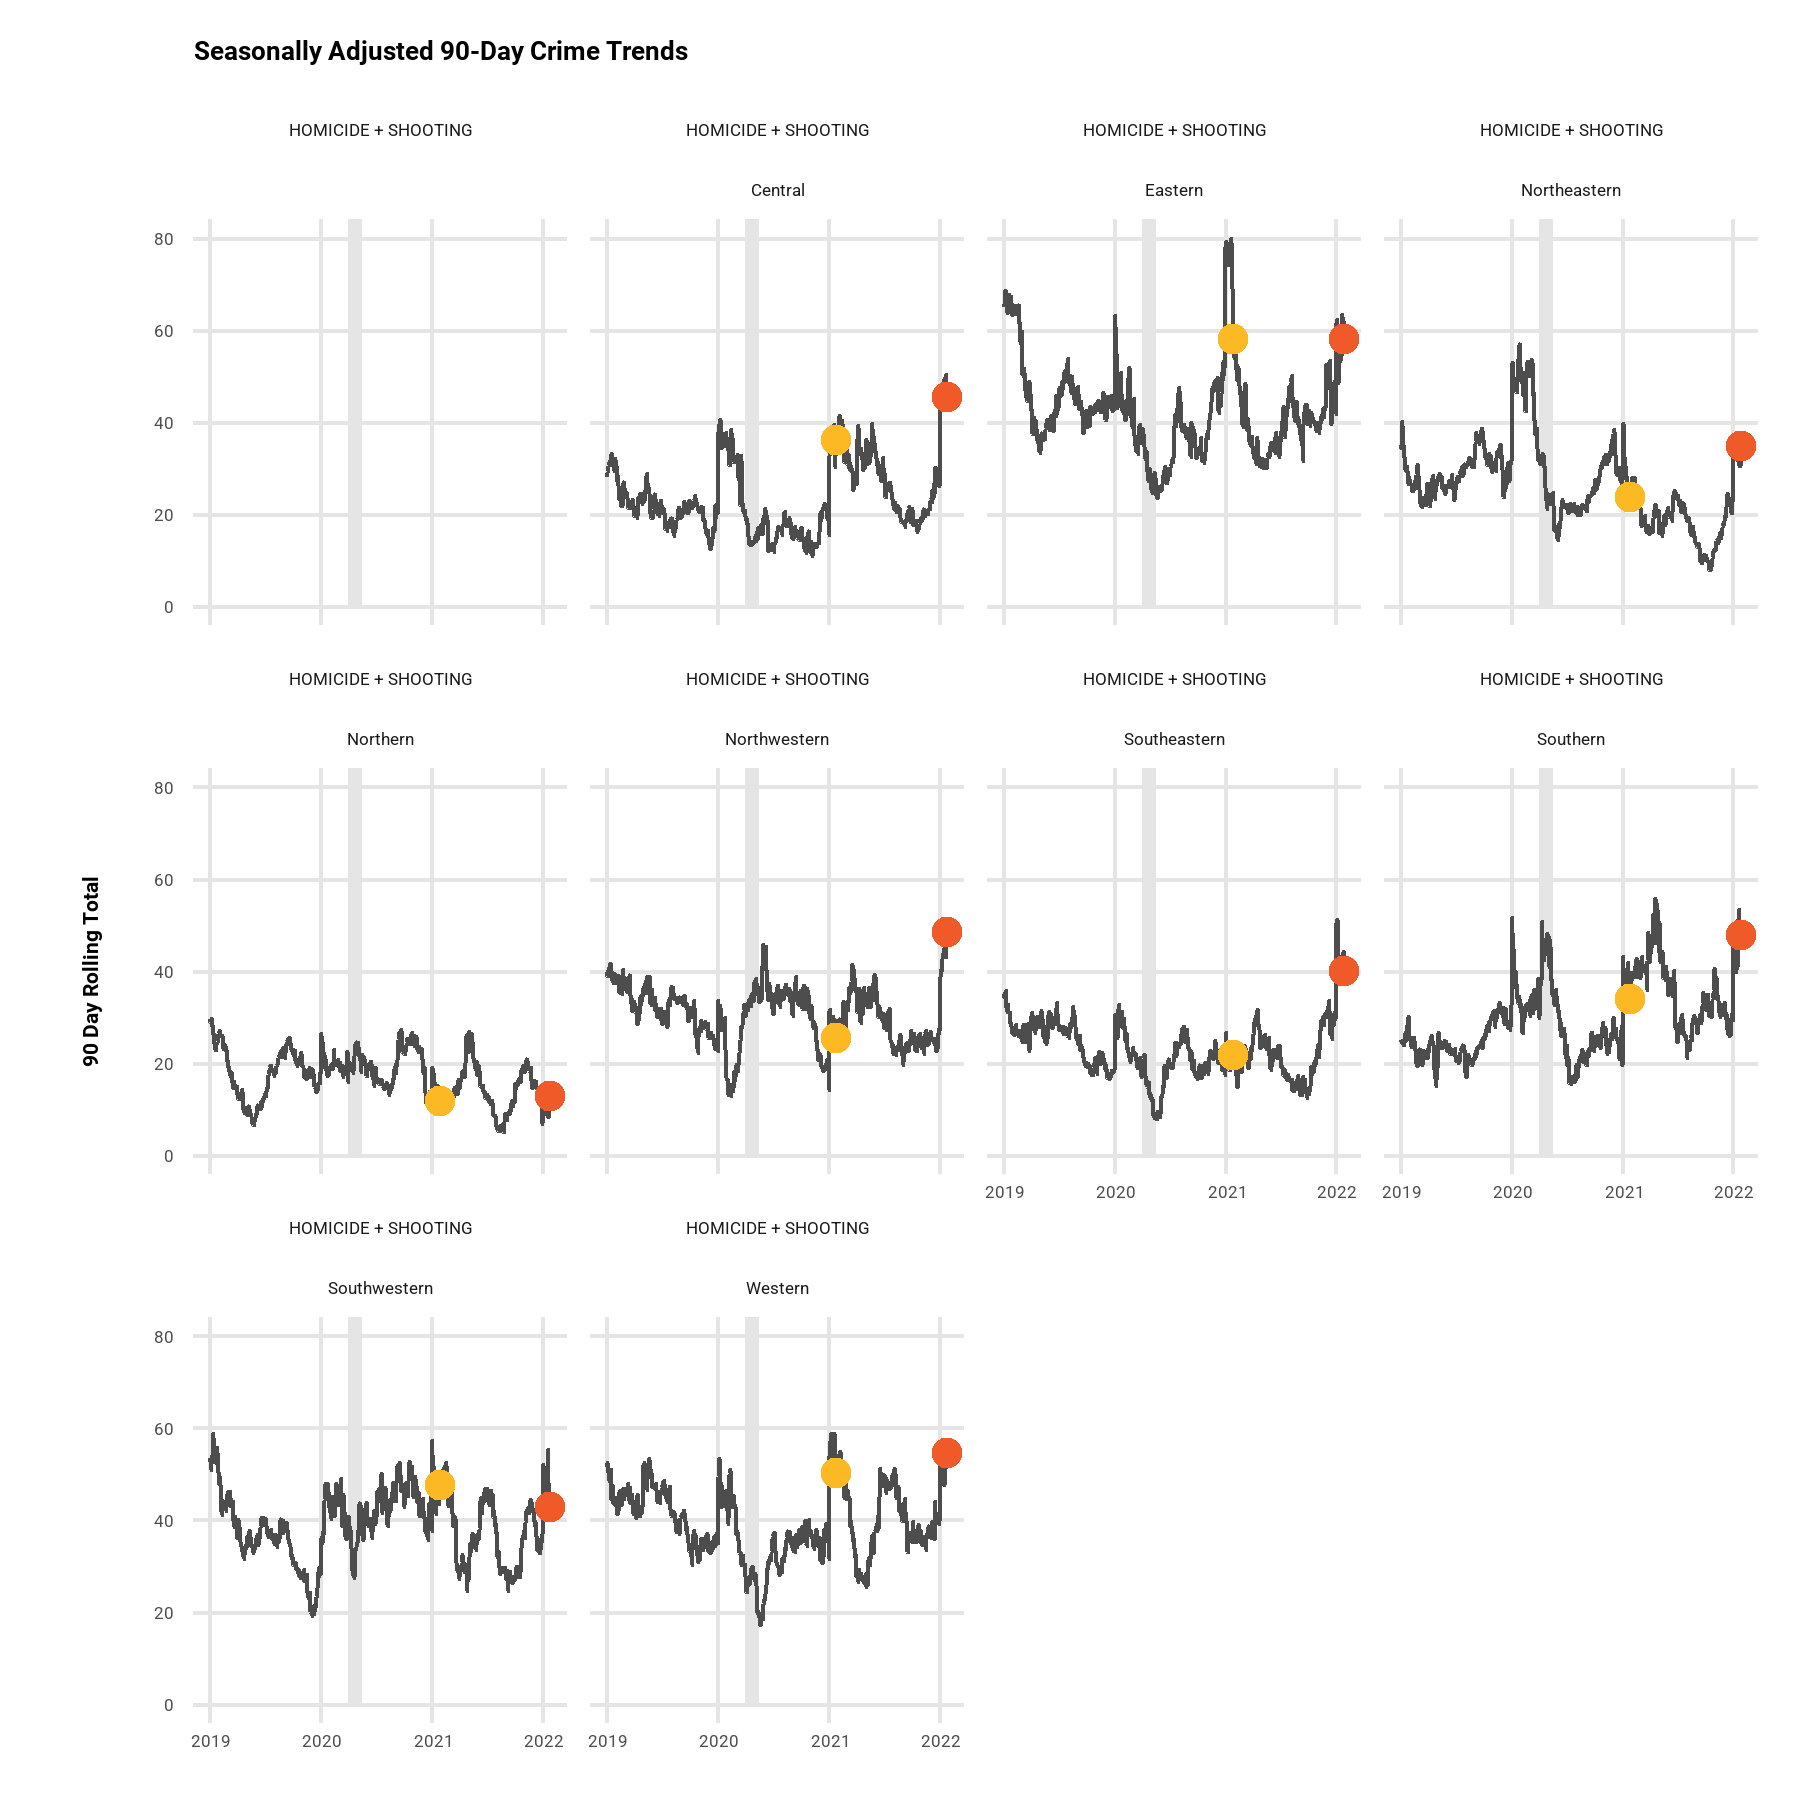 Seasonally Adjusted 90-Day Crime Trends
HOMICIDE + SHOOTING HOMICIDE + SHOOTING HOMICIDE + SHOOTING HOMICIDE + SHOOTING
Central Eastern Northeastern
80
60
40
20
0
HOMICIDE + SHOOTING HOMICIDE + SHOOTING HOMICIDE + SHOOTING HOMICIDE + SHOOTING
Northern Northwestern Southeastern Southern
90 Day Rolling Total
80
60
40
20
0
2019 2020 2021 2022 2019 2020 2021 2022
HOMICIDE + SHOOTING HOMICIDE + SHOOTING
Southwestern Western
80
60
40
20
0
2019 2020 2021 2022 2019 2020 2021 2022